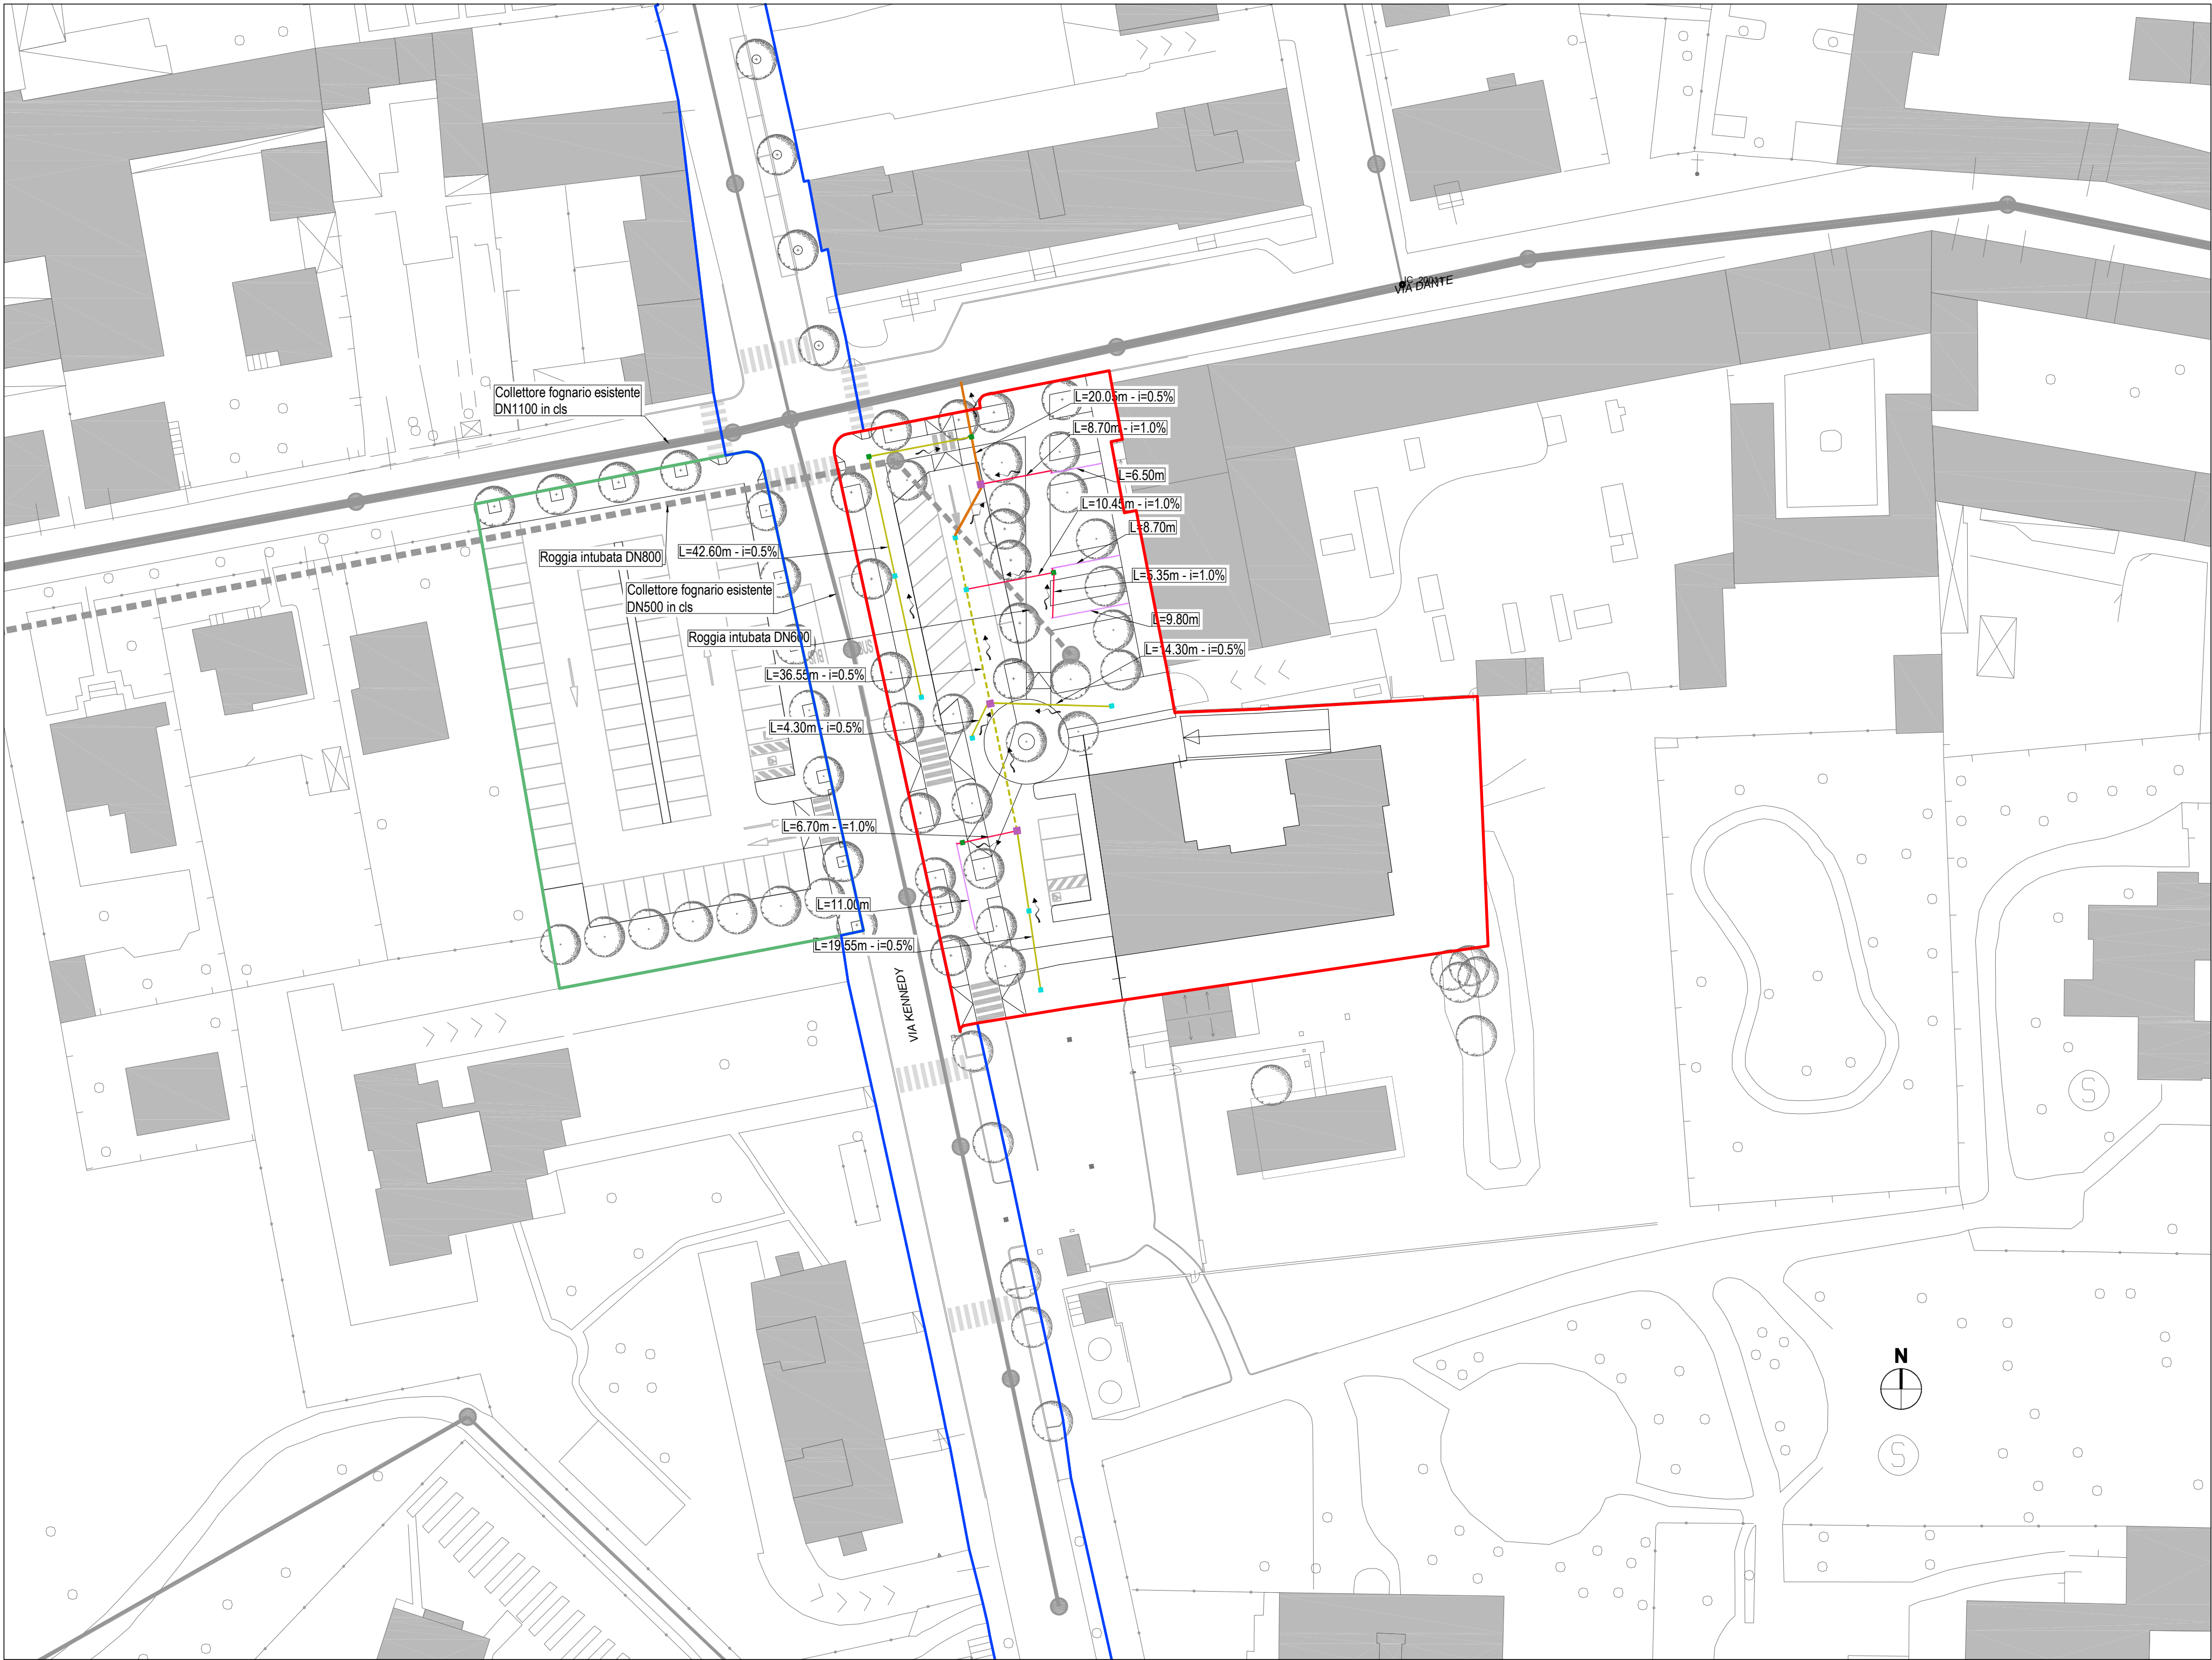 VIA DANTE
Collettore fognario esistente
DN1100 in cls
L=20.05m - i=0.5%
L=8.70m - i=1.0%
L=6.50m
L=10.45m - i=1.0%
L=8.70m
Roggia intubata DN800
L=42.60m - i=0.5%
L=5.35m - i=1.0%
Collettore fognario esistente
DN500 in cls
L=9.80m
Roggia intubata DN600
BUS
BUS
L=14.30m - i=0.5%
L=36.55m - i=0.5%
L=4.30m - i=0.5%
L=6.70m - i=1.0%
L=11.00m
L=19.55m - i=0.5%
VIA KENNEDY
S
N
S